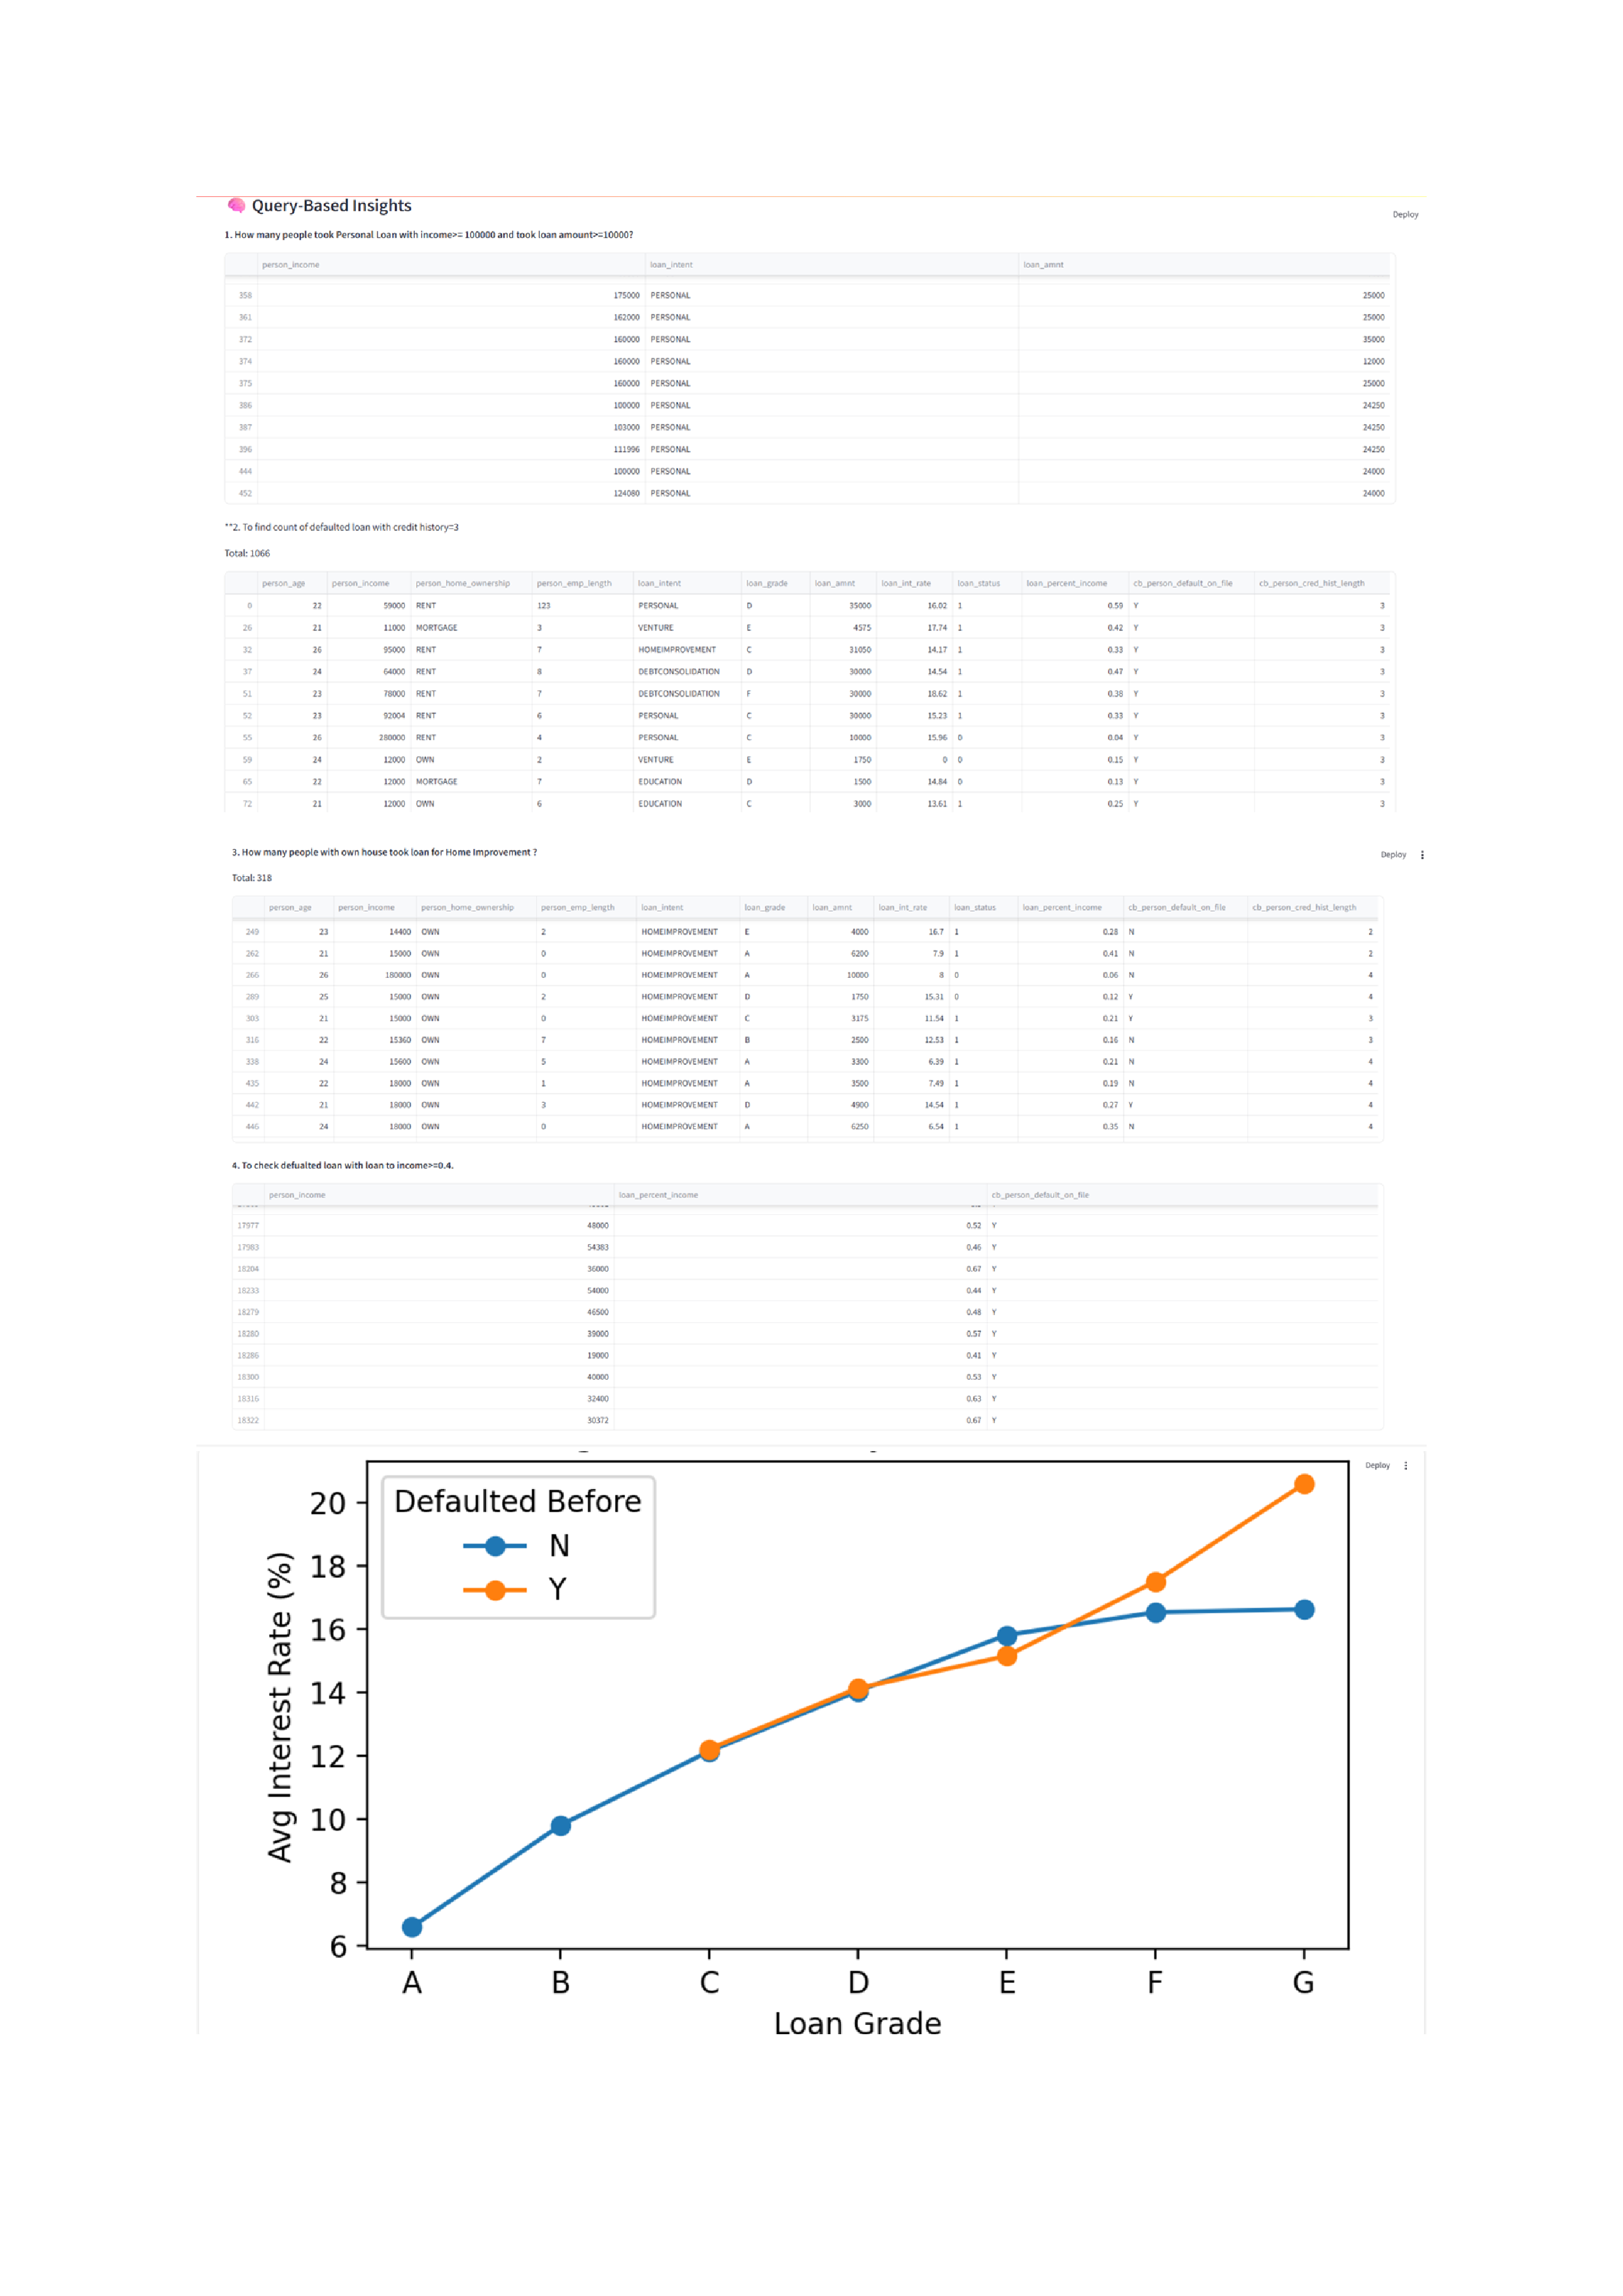 Query-Based Insights
Deploy
1. How many people took Personal Loan with income>= 100000 and took loan amount>=10000?
person_income loan_intent loan_amnt
358 175000 PERSONAL 25000
361 162000 PERSONAL 25000
372 160000 PERSONAL 35000
374 160000 PERSONAL 12000
375 160000 PERSONAL 25000
386 100000 PERSONAL 24250
387 103000 PERSONAL 24250
396 111996 PERSONAL 24250
444 100000 PERSONAL 24000
452 124080 PERSONAL 24000
**2. To find count of defaulted loan with credit history=3
Total: 1066
person_age person_income person_home_ownership person_emp_length loan_intent loan_grade loan_amnt loan_int_rate loan_status loan_percent_income cb_person_default_on_file cb_person_cred_hist_length
0 22 59000 RENT 123 PERSONAL D 35000 16.02 1 0.59 Y 3
26 21 11000 MORTGAGE 3 VENTURE E 4575 17.74 1 0.42 Y 3
32 26 95000 RENT 7 HOMEIMPROVEMENT C 31050 14.17 1 0.33 Y 3
37 24 64000 RENT 8 DEBTCONSOLIDATION D 30000 14.54 1 0.47 Y 3
51 23 78000 RENT 7 DEBTCONSOLIDATION F 30000 18.62 1 0.38 Y 3
52 23 92004 RENT 6 PERSONAL C 30000 15.23 1 0.33 Y 3
55 26 280000 RENT 4 PERSONAL C 10000 15.96 0 0.04 Y 3
59 24 12000 OWN 2 VENTURE E 1750 0 0 0.15 Y 3
65 22 12000 MORTGAGE 7 EDUCATION D 1500 14.84 0 0.13 Y 3
72 21 12000 OWN 6 EDUCATION C 3000 13.61 1 0.25 Y 3
3. How many people with own house took loan for Home Improvement ?
Deploy
Total: 318
person_age person_income person_home_ownership person_emp_length loan_intent loan_grade loan_amnt loan_int_rate loan_status loan_percent_income cb_person_default_on_file cb_person_cred_hist_length
249 23 14400 OWN 2 HOMEIMPROVEMENT E 4000 16.7 1 0.28 N 2
262 21 15000 OWN 0 HOMEIMPROVEMENT A 6200 7.9 1 0.41 N 2
266 26 180000 OWN 0 HOMEIMPROVEMENT A 10000 8 0 0.06 N 4
289 25 15000 OWN 2 HOMEIMPROVEMENT D 1750 15.31 0 0.12 Y 4
303 21 15000 OWN 0 HOMEIMPROVEMENT C 3175 11.54 1 0.21 Y 3
316 22 15360 OWN 7 HOMEIMPROVEMENT B 2500 12.53 1 0.16 N 3
338 24 15600 OWN 5 HOMEIMPROVEMENT A 3300 6.39 1 0.21 N 4
435 22 18000 OWN 1 HOMEIMPROVEMENT A 3500 7.49 1 0.19 N 4
442 21 18000 OWN 3 HOMEIMPROVEMENT D 4900 14.54 1 0.27 Y 4
446 24 18000 OWN 0 HOMEIMPROVEMENT A 6250 6.54 1 0.35 N 4
4. To check defualted loan with loan to income>=0.4.
person_income loan_percent_income cb_person_default_on_file
17977 48000 0.52 Y
17983 54383 0.46 Y
18204 36000 0.67 Y
18233 54000 0.44 Y
18279 46500 0.48 Y
18280 39000 0.57 Y
18286 19000 0.41 Y
18300 40000 0.53 Y
18316 32400 0.63 Y
18322 30372 0.67 Y
Deploy
Defaulted Before
N
Y
Avg Interest Rate (%)
20
18
16
14
12
10
8
6
A B C D E F G
Loan Grade